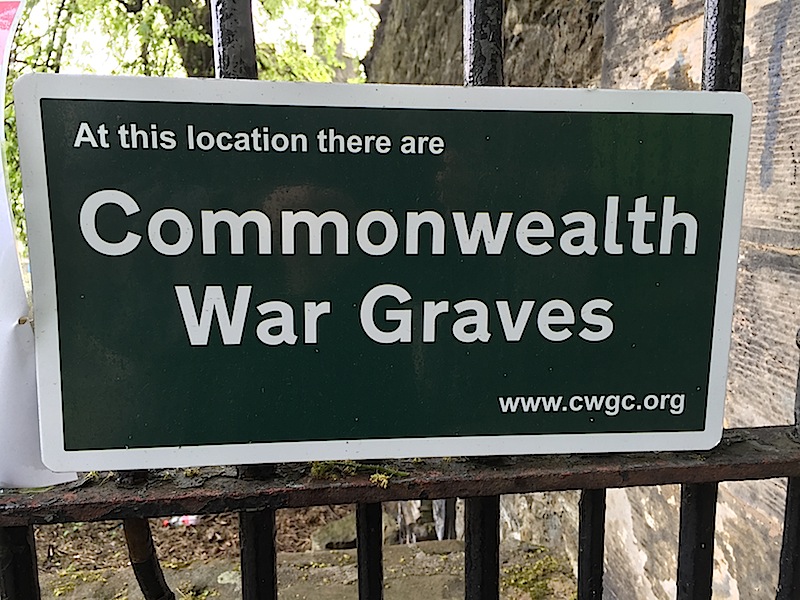 At this location there are
Commonwealth
War Graves
www.cwgc.org